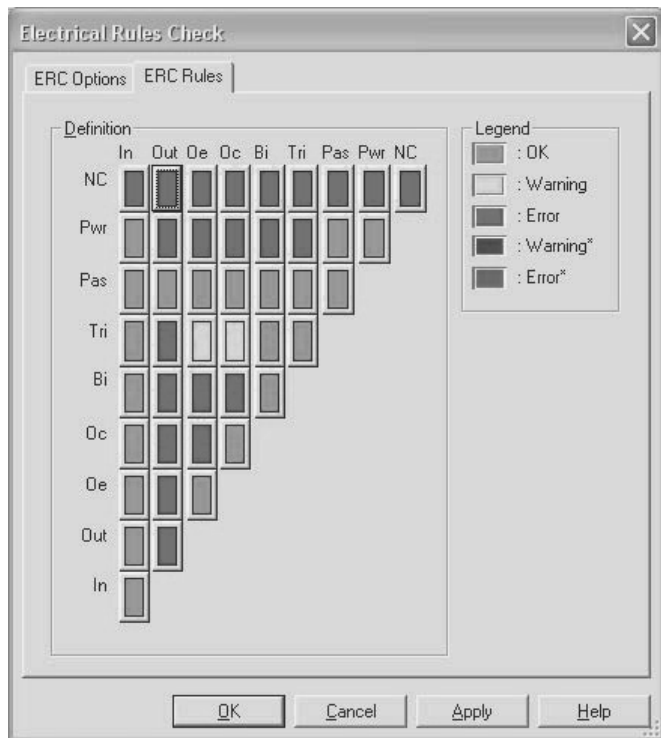 Electrical Rules Check
ERC Options ERC Rules
Definition
In Out Oe Oc Bi Tri Pas Pwr NC
NC
Pwr
Pas
Tri
Bi
Oc
Oe
Out
In
Legend
: OK
: Warning
: Error
: Warning*
: Error*
OK Cancel Apply Help